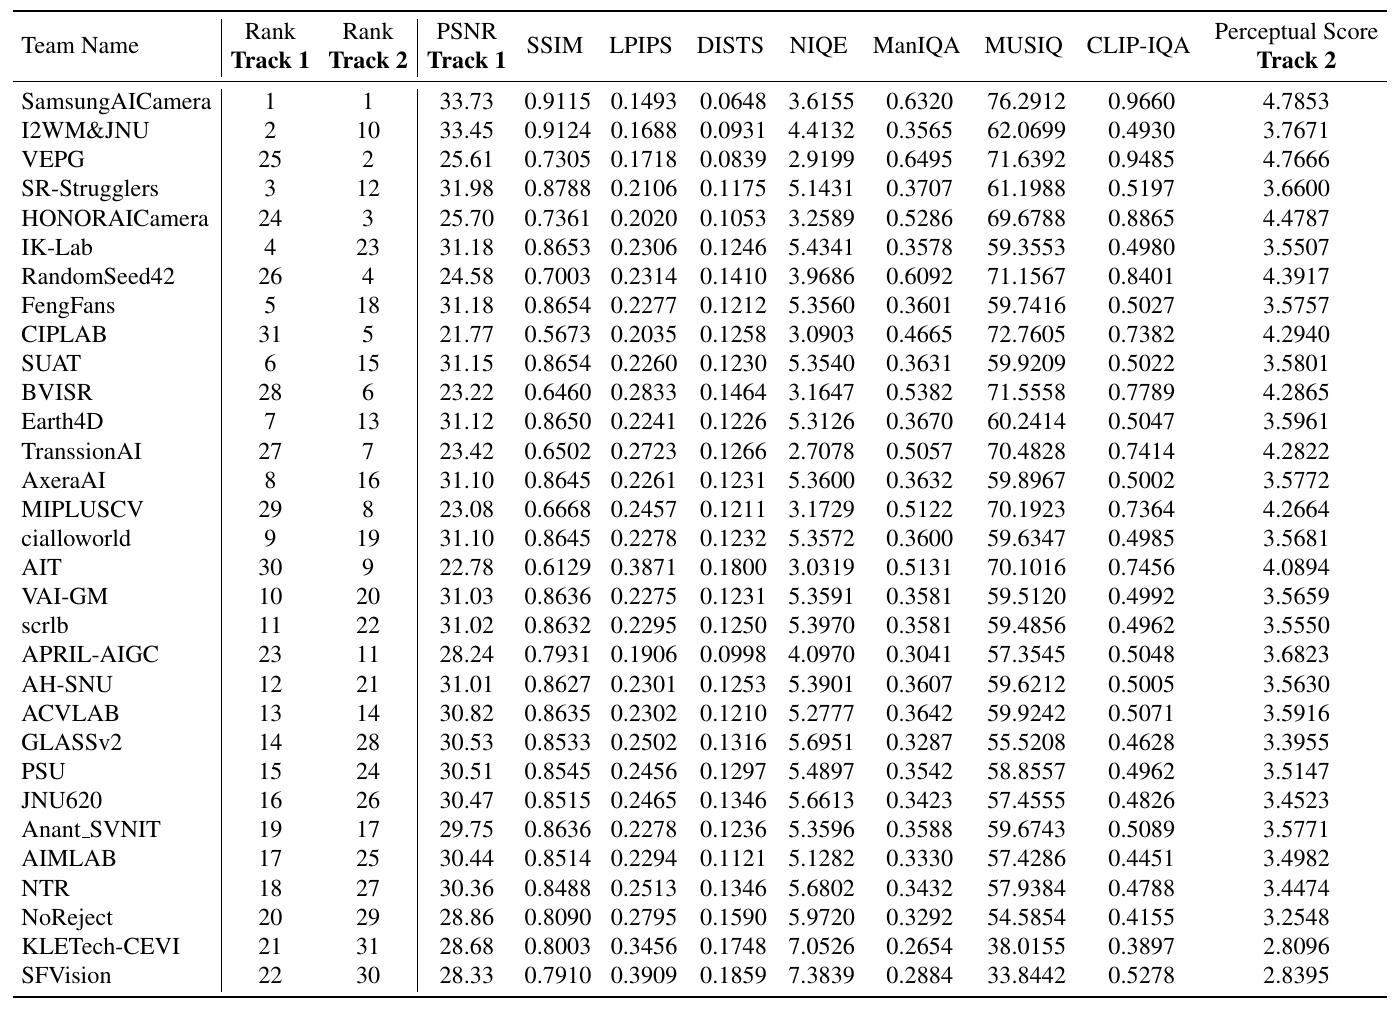 Team Name Rank Track 1 Rank Track 2 PSNR Track 1 SSIM LPIPS DISTS NIQE ManIQA MUSIQ CLIP-IQA Perceptual Score Track 2
SamsungAICamera 1 1 33.73 0.9115 0.1493 0.0648 3.6155 0.6320 76.2912 0.9660 4.7853
I2WM&JNU 2 10 33.45 0.9124 0.1688 0.0931 4.4132 0.3565 62.0699 0.4930 3.7671
VEPG 25 2 25.61 0.7305 0.1718 0.0839 2.9199 0.6495 71.6392 0.9485 4.7666
SR-Strugglers 3 12 31.98 0.8788 0.2106 0.1175 5.1431 0.3707 61.1988 0.5197 3.6600
HONORAICamera 24 3 25.70 0.7361 0.2020 0.1053 3.2589 0.5286 69.6788 0.8865 4.4787
IK-Lab 4 23 31.18 0.8653 0.2306 0.1246 5.4341 0.3578 59.3553 0.4980 3.5507
RandomSeed42 26 4 24.58 0.7003 0.2314 0.1410 3.9686 0.6092 71.1567 0.8401 4.3917
FengFans 5 18 31.18 0.8654 0.2277 0.1212 5.3560 0.3601 59.7416 0.5027 3.5757
CIPLAB 31 5 21.77 0.5673 0.2035 0.1258 3.0903 0.4665 72.7605 0.7382 4.2940
SUAT 6 15 31.15 0.8654 0.2260 0.1230 5.3540 0.3631 59.9209 0.5022 3.5801
BVISR 28 6 23.22 0.6460 0.2833 0.1464 3.1647 0.5382 71.5558 0.7789 4.2865
Earth4D 7 13 31.12 0.8650 0.2241 0.1226 5.3126 0.3670 60.2414 0.5047 3.5961
TranssionAI 27 7 23.42 0.6502 0.2723 0.1266 2.7078 0.5057 70.4828 0.7414 4.2822
AxeraAI 8 16 31.10 0.8645 0.2261 0.1231 5.3600 0.3632 59.8967 0.5002 3.5772
MIPLUSCV 29 8 23.08 0.6668 0.2457 0.1211 3.1729 0.5122 70.1923 0.7364 4.2664
cialloworld 9 19 31.10 0.8645 0.2278 0.1232 5.3572 0.3600 59.6347 0.4985 3.5681
AIT 30 9 22.78 0.6129 0.3871 0.1800 3.0319 0.5131 70.1016 0.7456 4.0894
VAI-GM 10 20 31.03 0.8636 0.2275 0.1231 5.3591 0.3581 59.5120 0.4992 3.5659
scrlb 11 22 31.02 0.8632 0.2295 0.1250 5.3970 0.3581 59.4856 0.4962 3.5550
APRIL-AIGC 23 11 28.24 0.7931 0.1906 0.0998 4.0970 0.3041 57.3545 0.5048 3.6823
AH-SNU 12 21 31.01 0.8627 0.2301 0.1253 5.3901 0.3607 59.6212 0.5005 3.5630
ACVLAB 13 14 30.82 0.8635 0.2302 0.1210 5.2777 0.3642 59.9242 0.5071 3.5916
GLASSv2 14 28 30.53 0.8533 0.2502 0.1316 5.6951 0.3287 55.5208 0.4628 3.3955
PSU 15 24 30.51 0.8545 0.2456 0.1297 5.4897 0.3542 58.8557 0.4962 3.5147
JNU620 16 26 30.47 0.8515 0.2465 0.1346 5.6613 0.3423 57.4555 0.4826 3.4523
Anant_SVNIT 19 17 29.75 0.8636 0.2278 0.1236 5.3596 0.3588 59.6743 0.5089 3.5771
AIMLAB 17 25 30.44 0.8514 0.2294 0.1121 5.1282 0.3330 57.4286 0.4451 3.4982
NTR 18 27 30.36 0.8488 0.2513 0.1346 5.6802 0.3432 57.9384 0.4788 3.4474
NoReject 20 29 28.86 0.8090 0.2795 0.1590 5.9720 0.3292 54.5854 0.4155 3.2548
KLETech-CEVI 21 31 28.68 0.8003 0.3456 0.1748 7.0526 0.2654 38.0155 0.3897 2.8096
SFVision 22 30 28.33 0.7910 0.3909 0.1859 7.3839 0.2884 33.8442 0.5278 2.8395